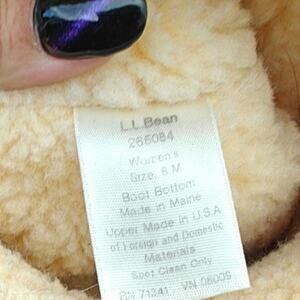 L.L.Bean
286084
Women's
Size, 8 M
Boot Bottom
Made in Maine
Upper Made in U.S.A
of Foreign and Domestic
Materials
Spot Clean Only
RN 71341 VN 06009